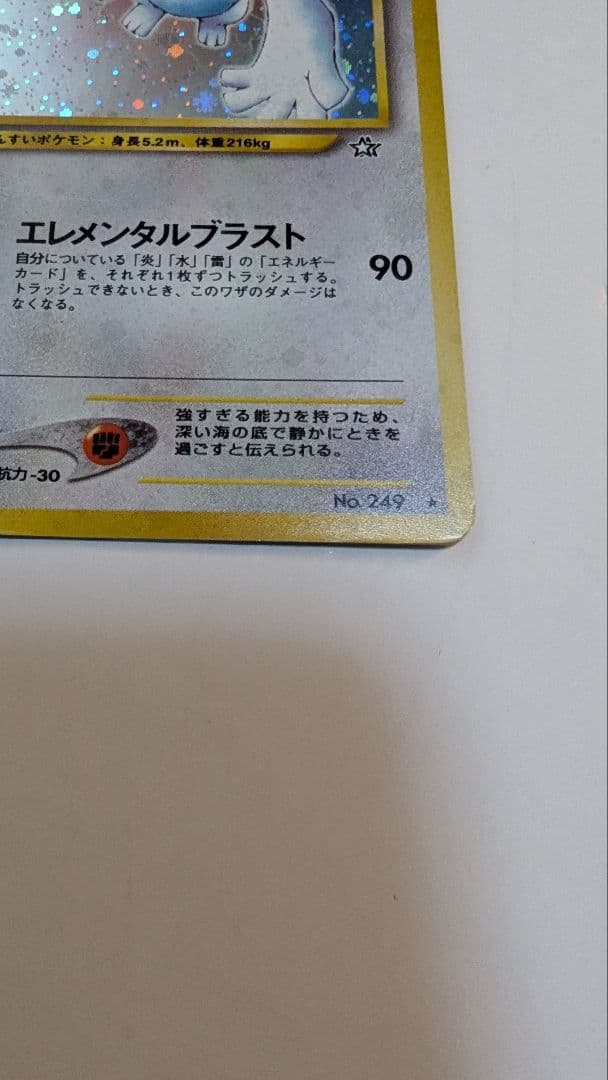 んすいポケモン：身長5.2m、体重216kg
エレメンタルブラスト
自分についている「炎」「水」「雷」の「エネルギー
カード」を、それぞれ1枚ずつトラッシュする。
トラッシュできないとき、このワザのダメージは
なくなる。
90
強すぎる能力を持つため、
深い海の底で静かにときを
過ごすと伝えられる。
抗力-30
No. 249 ★